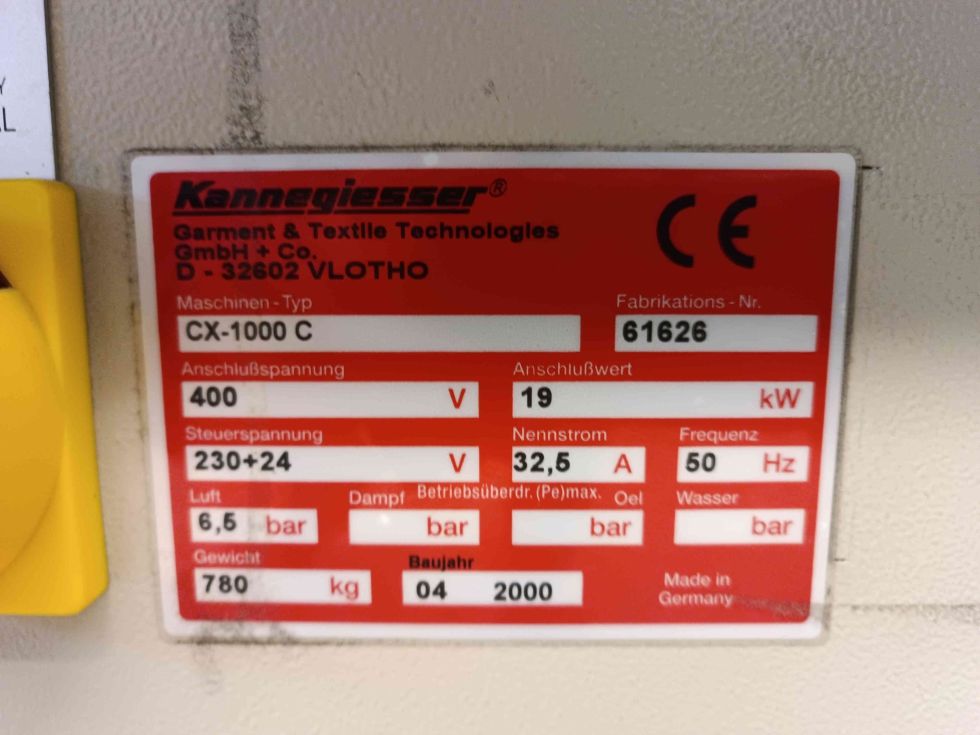 Y
AL
Kannegiesser®
Garment & Textile Technologies
GmbH + Co.
D - 32602 VLOTHO
CE
Maschinen - Typ Fabrikations - Nr.
CX-1000 C 61626
Anschlußspannung Anschlußwert
400 V 19 kW
Steuerspannung Nennstrom Frequenz
230+24 V 32,5 A 50 Hz
Luft Dampf Betriebsüberdr. (Pe)max. Oel Wasser
6,5 bar bar bar bar
Gewicht Baujahr
780 kg 04 2000
Made in
Germany